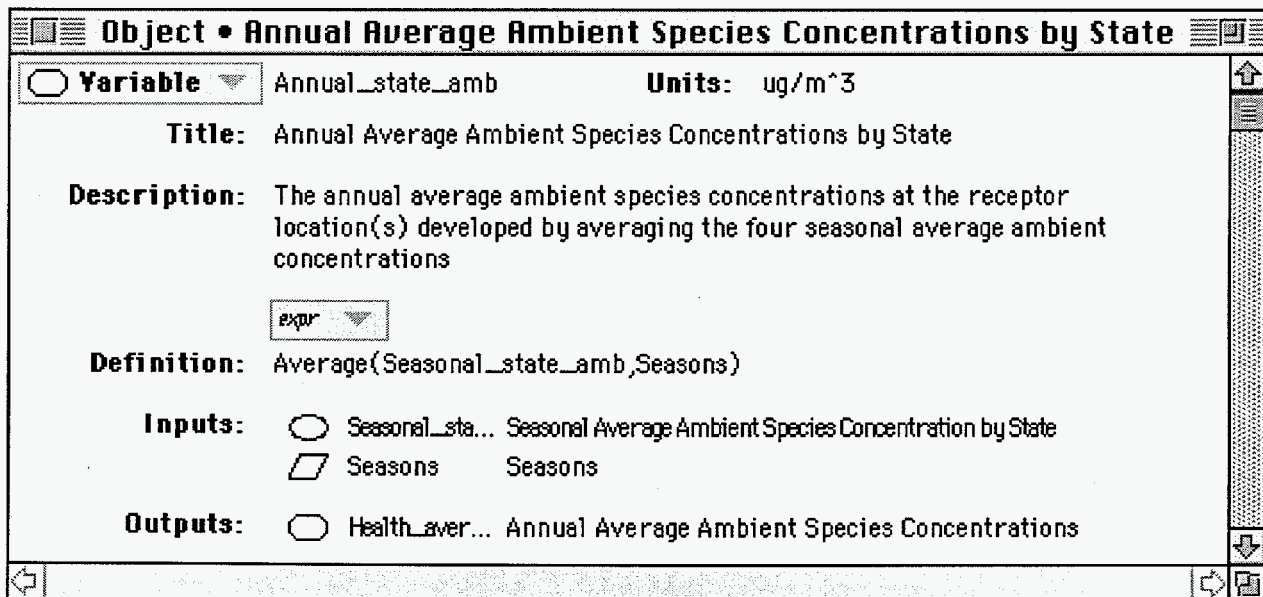 Object • Annual Average Ambient Species Concentrations by State
Variable Annual_state_amb Units: ug/m^3
Title: Annual Average Ambient Species Concentrations by State
Description: The annual average ambient species concentrations at the receptor
location(s) developed by averaging the four seasonal average ambient
concentrations
expr
Definition: Average(Seasonal_state_amb,Seasons)
Inputs: Seasonal_sta... Seasonal Average Ambient Species Concentration by State
Seasons Seasons
Outputs: Health_aver... Annual Average Ambient Species Concentrations